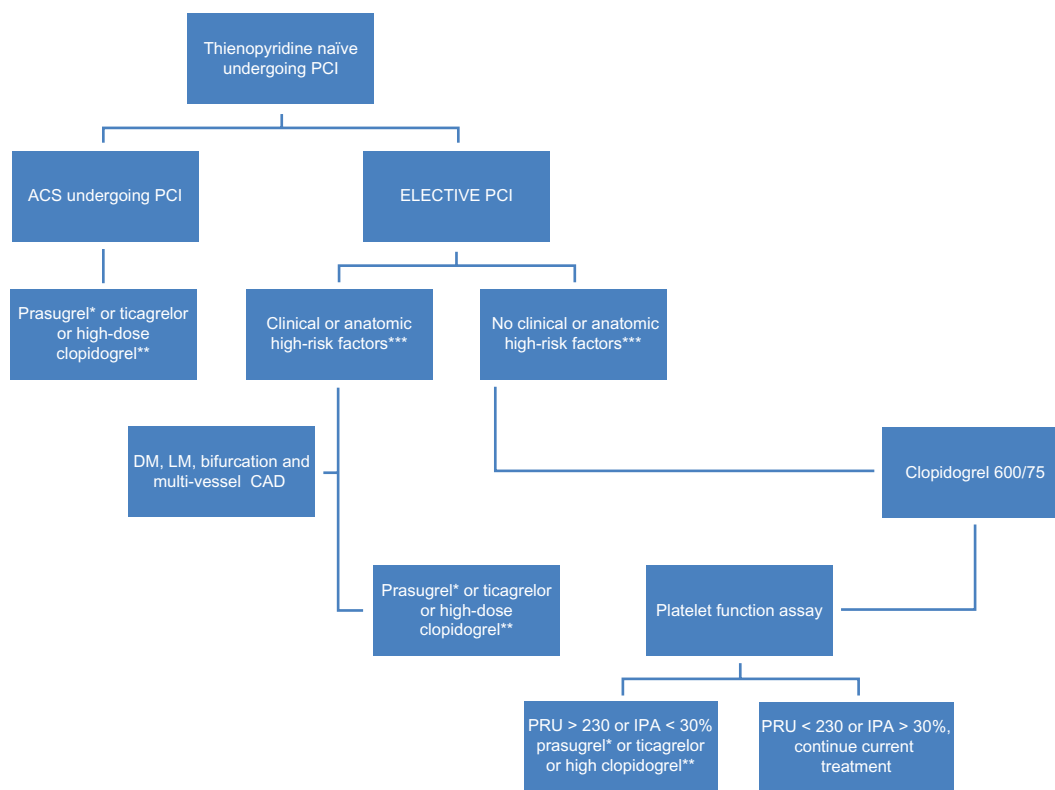 Thienopyridine naïve
undergoing PCI
ACS undergoing PCI
ELECTIVE PCI
Prasugrel* or ticagrelor
or high-dose
clopidogrel**
Clinical or anatomic
high-risk factors***
No clinical or anatomic
high-risk factors***
DM, LM, bifurcation and
multi-vessel CAD
Clopidogrel 600/75
Prasugrel* or ticagrelor
or high-dose
clopidogrel**
Platelet function assay
PRU > 230 or IPA < 30%
prasugrel* or ticagrelor
or high clopidogrel**
PRU < 230 or IPA > 30%,
continue current
treatment